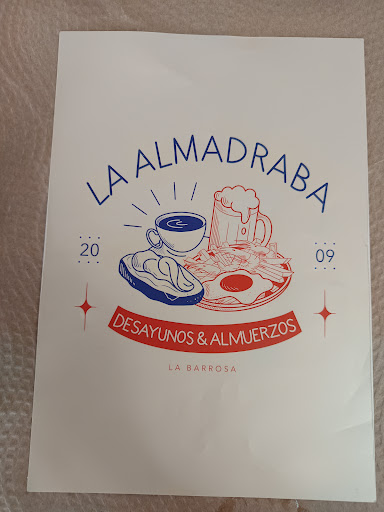 LA ALMADRABA
20 09
DESAYUNOS & ALMUERZOS
LA BARROSA